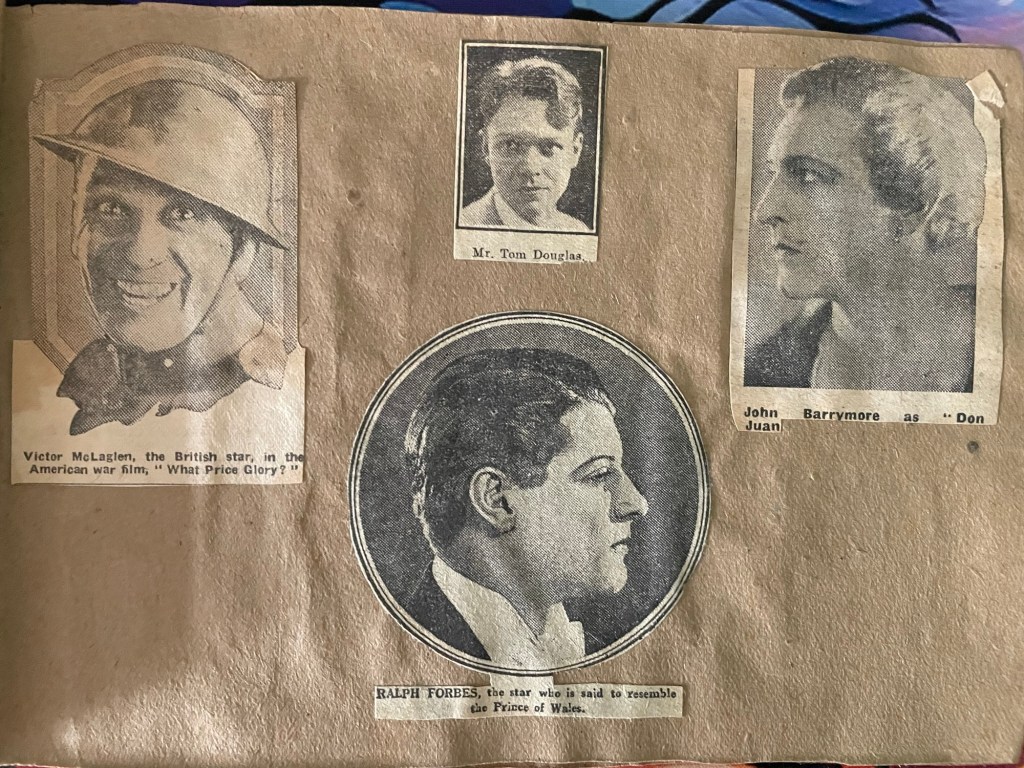 Mr. Tom Douglas.
John Barrymore as "Don
Juan
Victor McLaglen, the British star, in the
American war film, "What Price Glory?"
RALPH FORBES, the star who is said to resemble
the Prince of Wales.